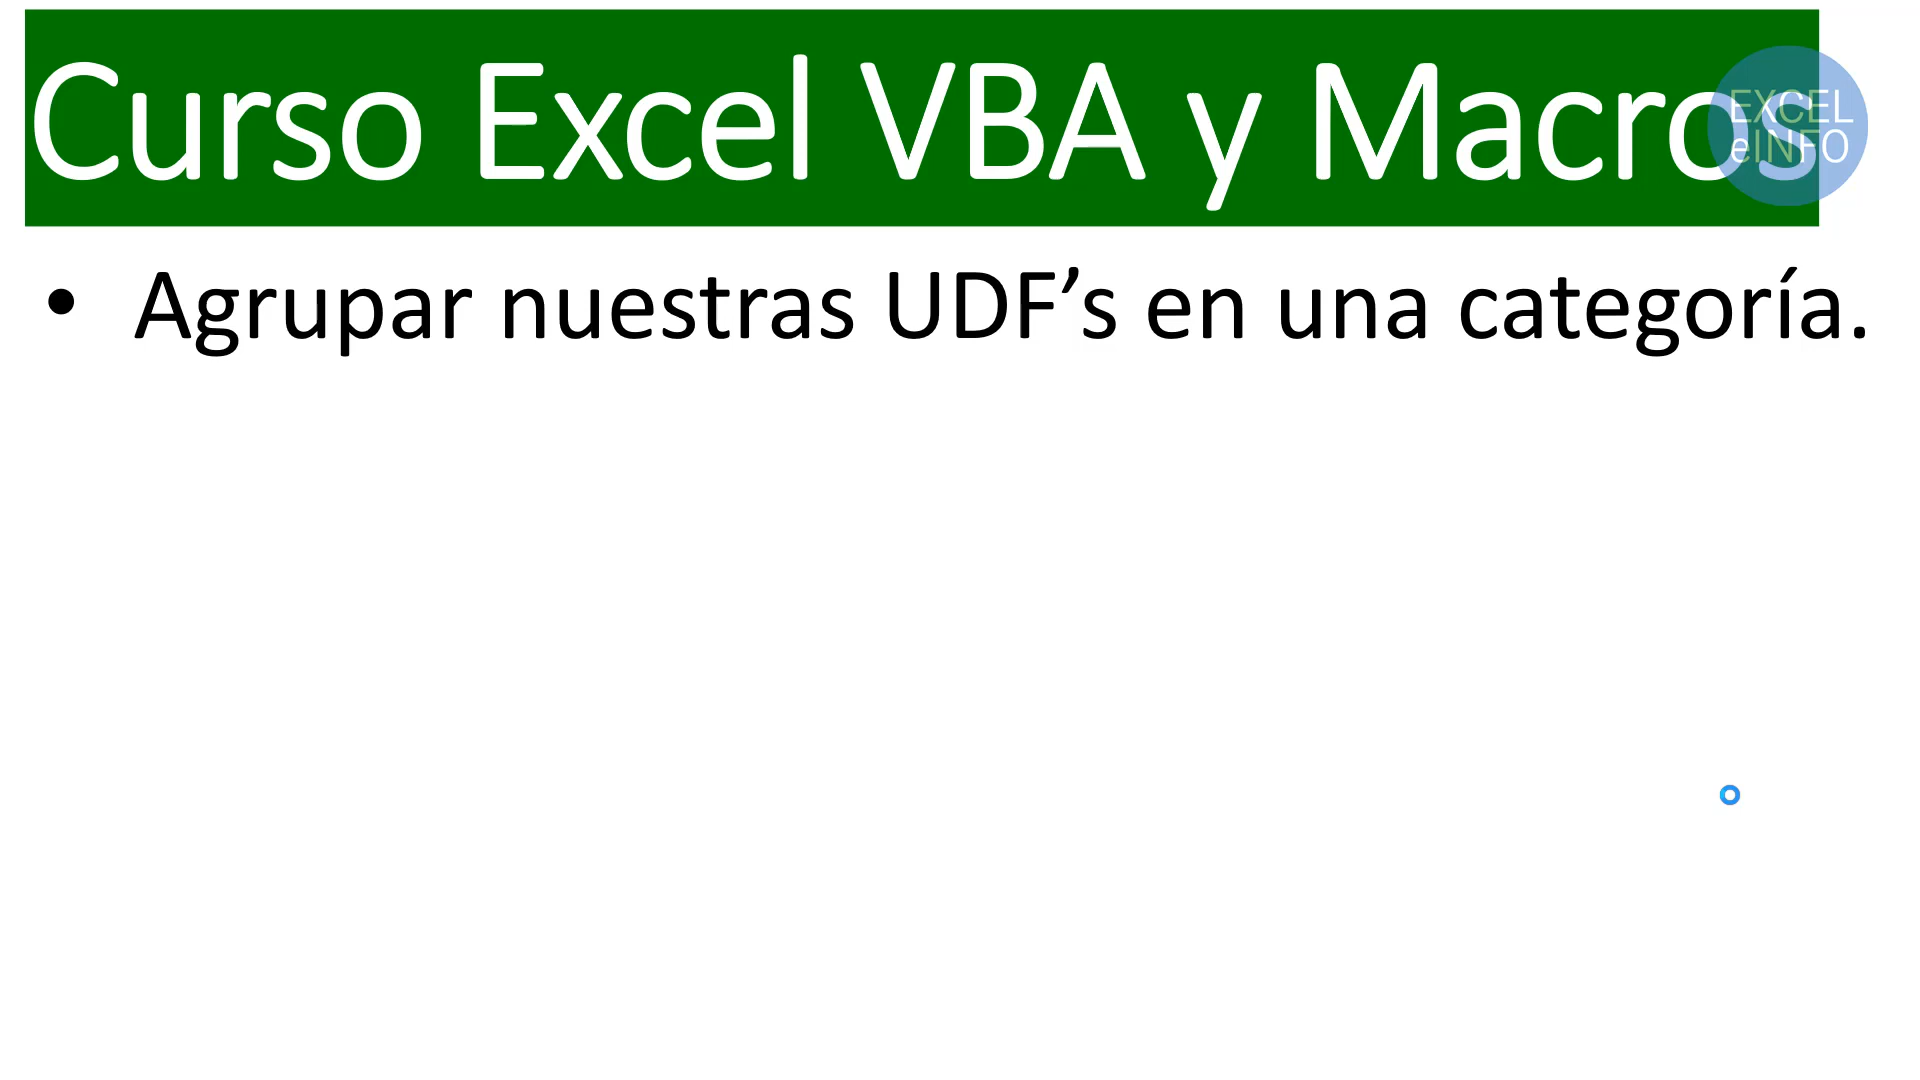 Curso Excel VBA y Macros
EXCEL
eINFO
• Agrupar nuestras UDF’s en una categoría.